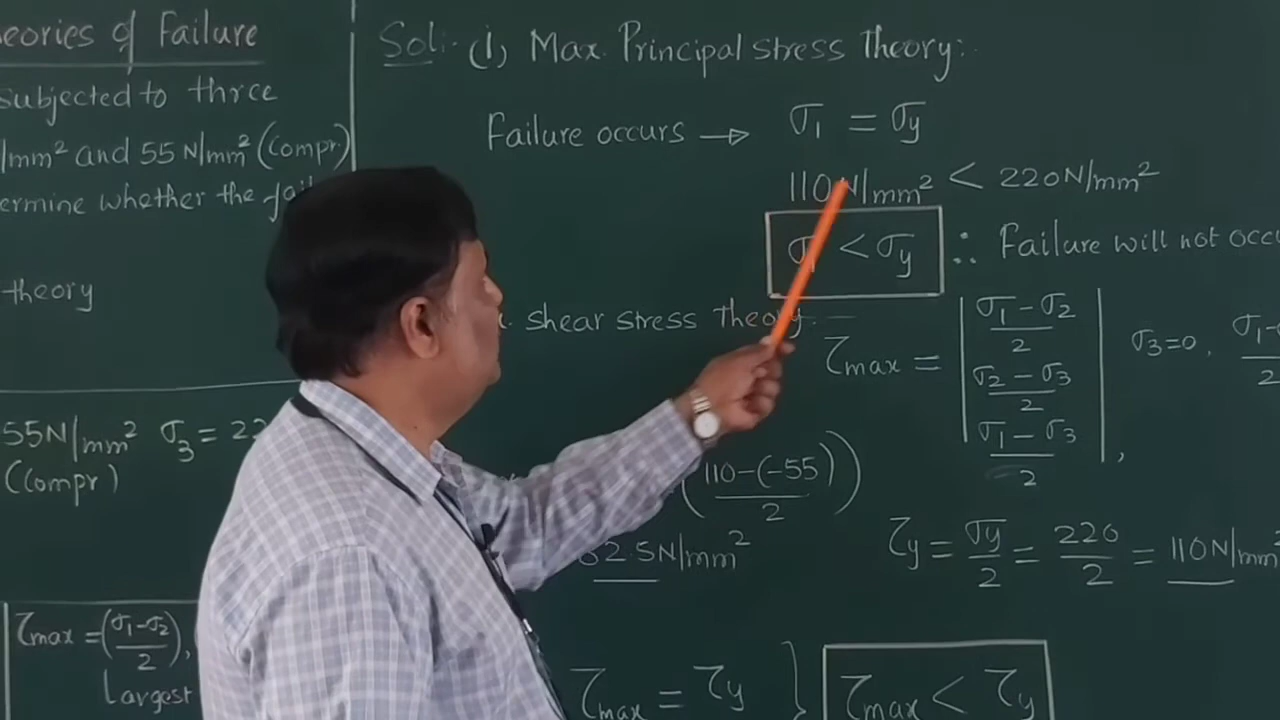 eories of Failure
subjected to three
/mm² and 55 N/mm² (Compr)
ermine whether the
theory
55N/mm² σ₃ = 22
(Compr)
τmax = (σ₁-σ₂)/2,
Largest
Sol:- (i) Max. Principal stress Theory:-
Failure occurs → σ₁ = σy
110 N/mm² < 220N/mm²
σ₁ < σy ∴ Failure will not occu
shear stress Theory:-
τmax = | (σ₁-σ₂)/2 (σ₂-σ₃)/2 (σ₁-σ₃)/2 |, σ₃=0, σ₁-/2
(110-(-55)/2)
82.5N/mm²
τy = σy/2 = 220/2 = 110N/mm²
τmax = τy } τmax < τy